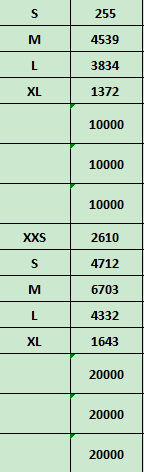 S 255
M 4539
L 3834
XL 1372
10000
10000
10000
XXS 2610
S 4712
M 6703
L 4332
XL 1643
20000
20000
20000